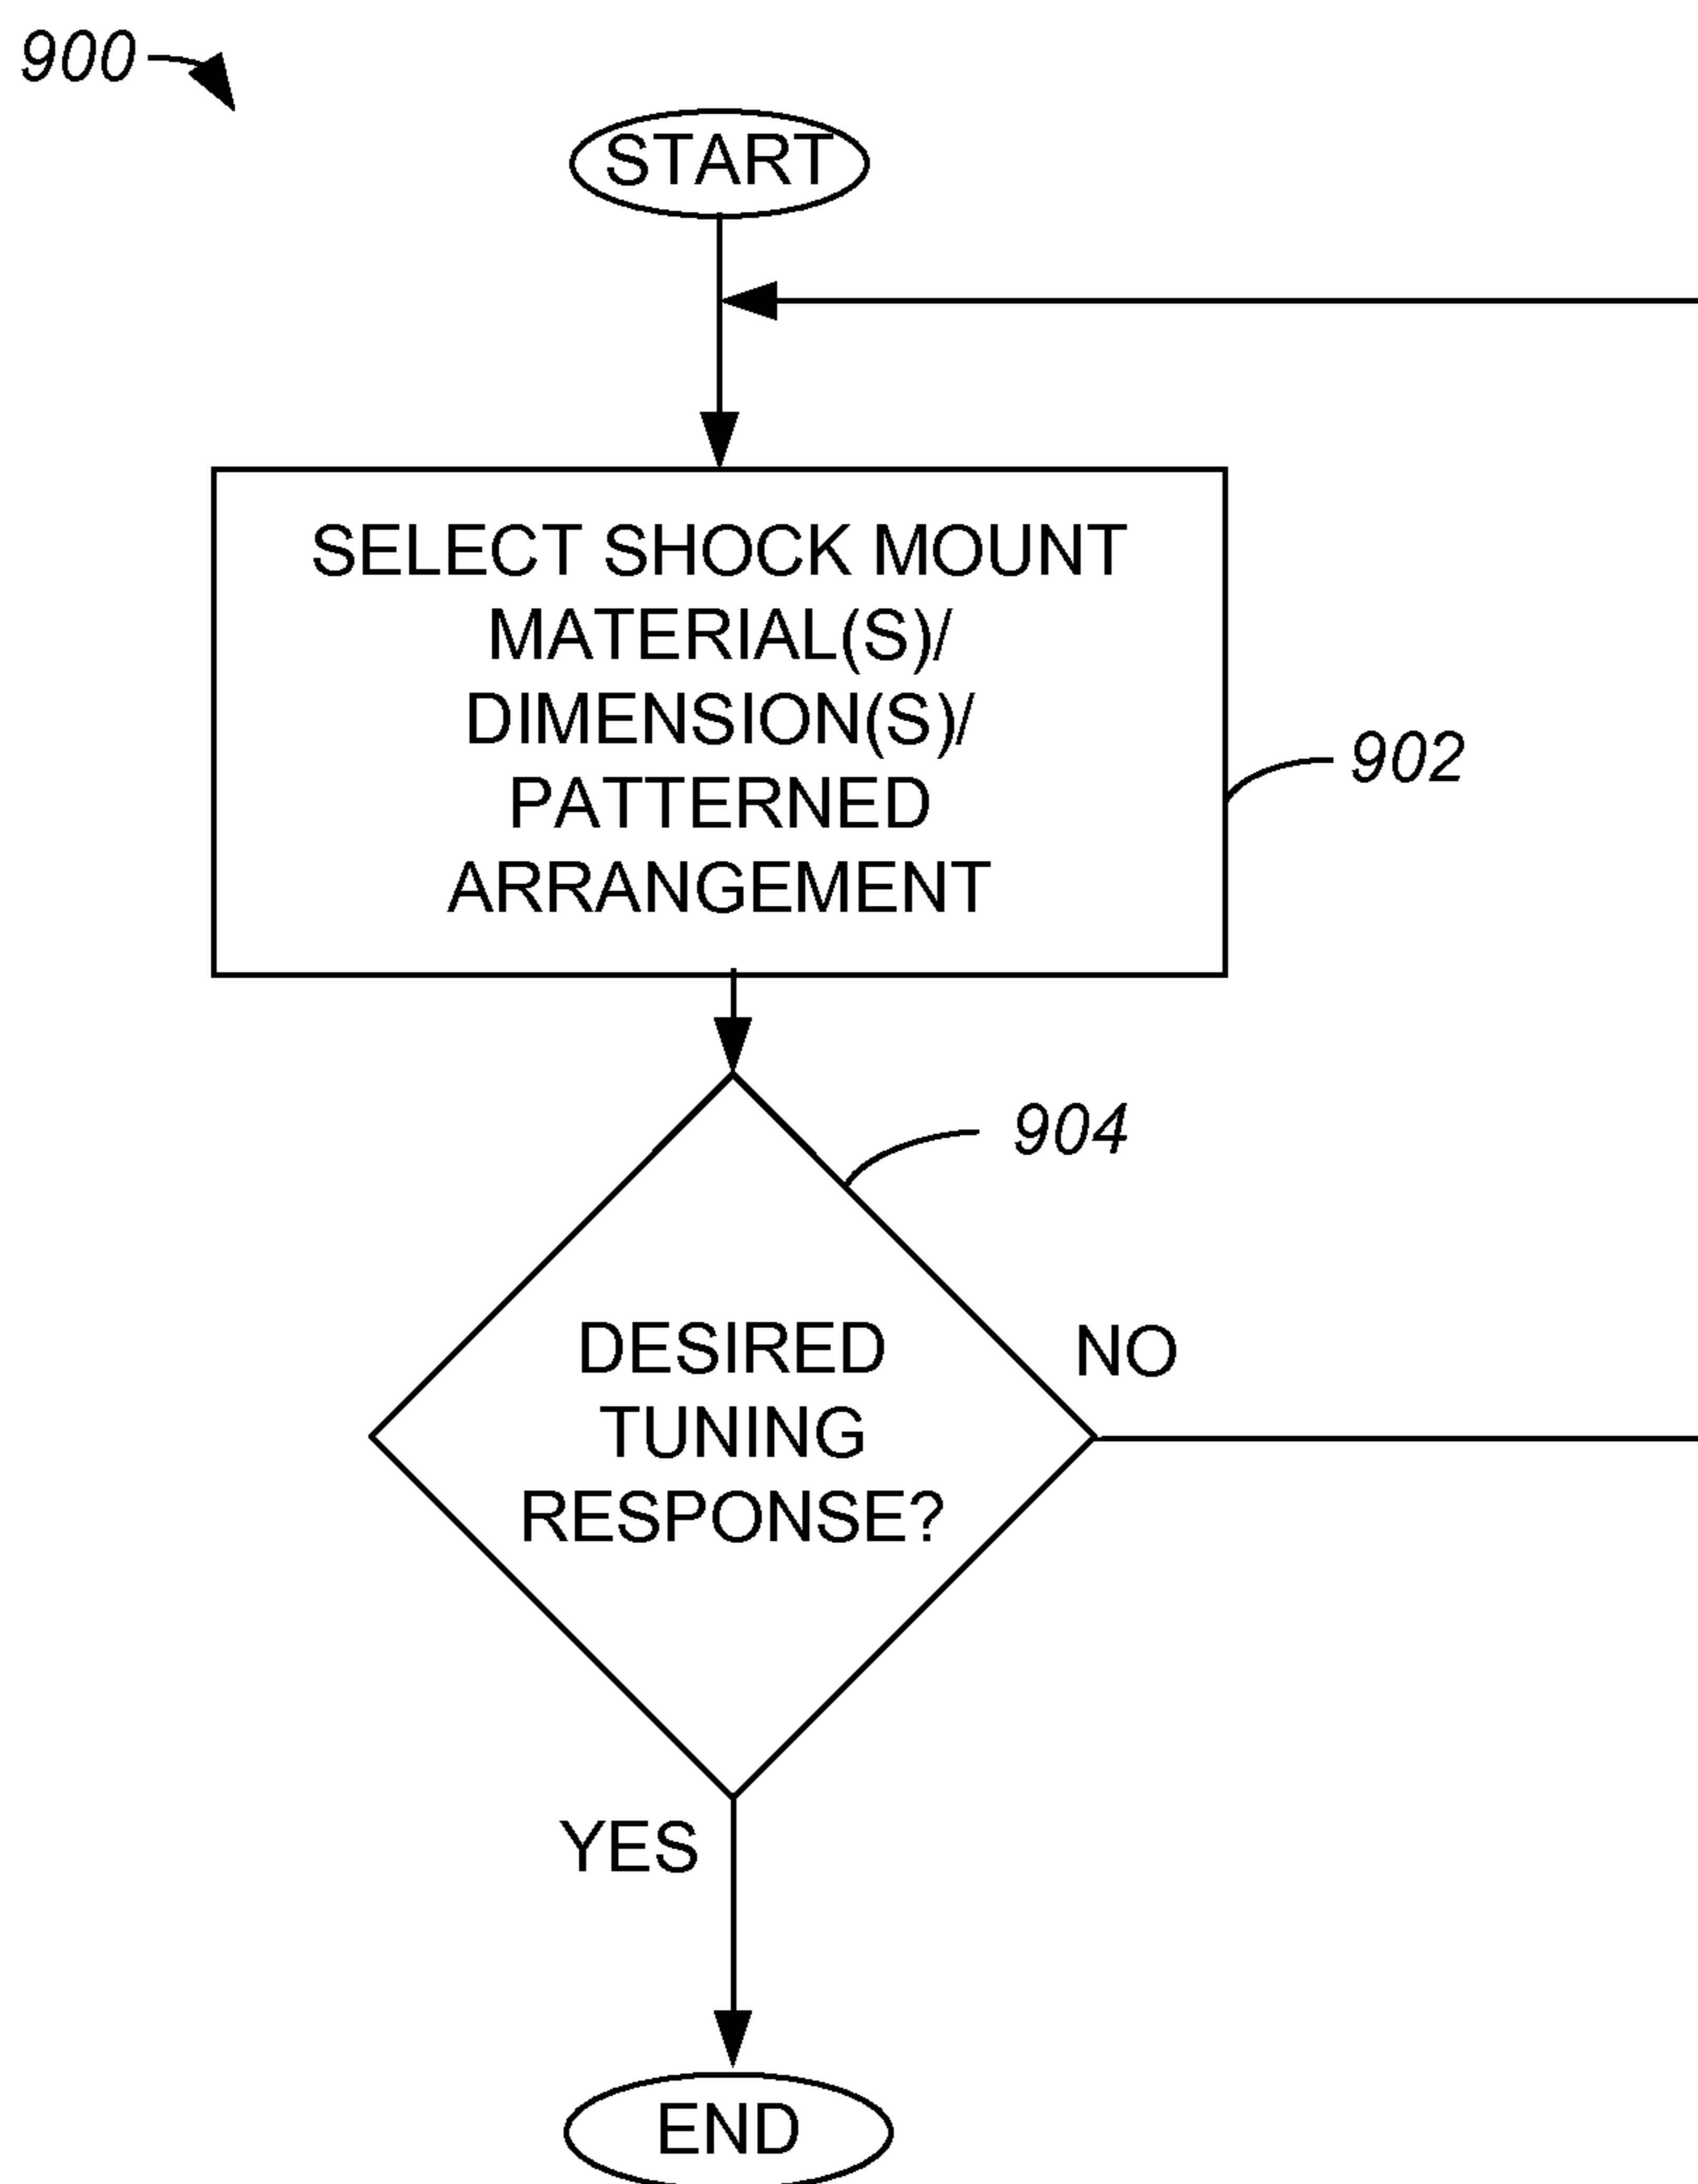 900
START
SELECT SHOCK MOUNT
MATERIAL(S)/
DIMENSION(S)/
PATTERNED
ARRANGEMENT
902
904
DESIRED
TUNING
RESPONSE?
NO
YES
END